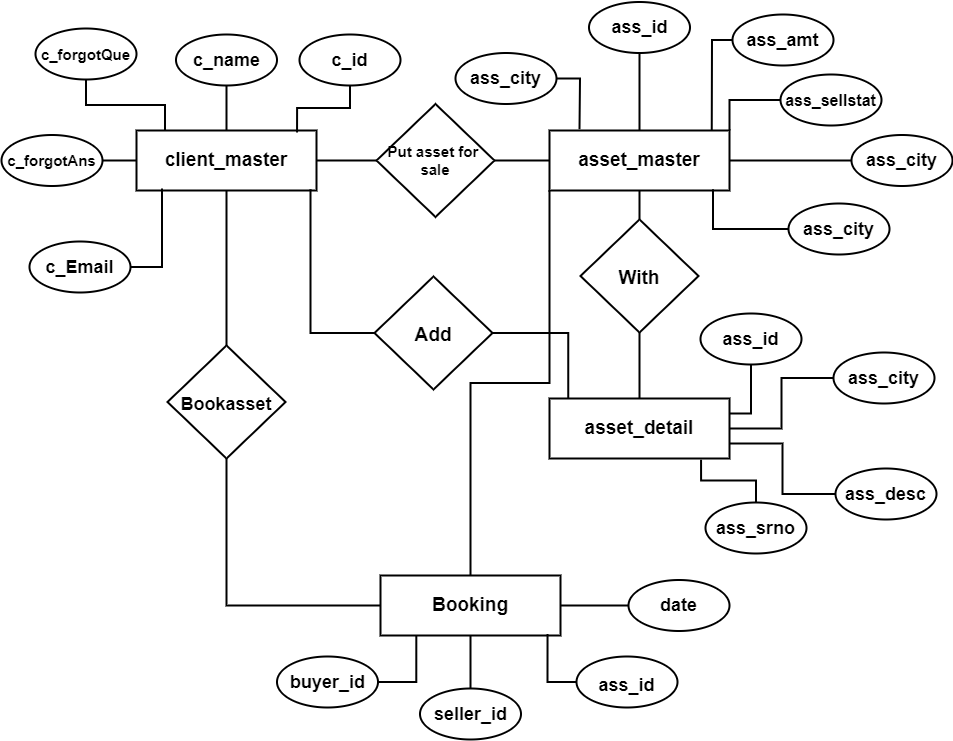 ass_id
ass_amt
c_forgotQue
c_name
c_id
ass_city
ass_sellstat
c_forgotAns
client_master
Put asset for
sale
asset_master
ass_city
ass_city
c_Email
With
Add
ass_id
ass_city
Bookasset
asset_detail
ass_desc
ass_srno
Booking
date
buyer_id
ass_id
seller_id